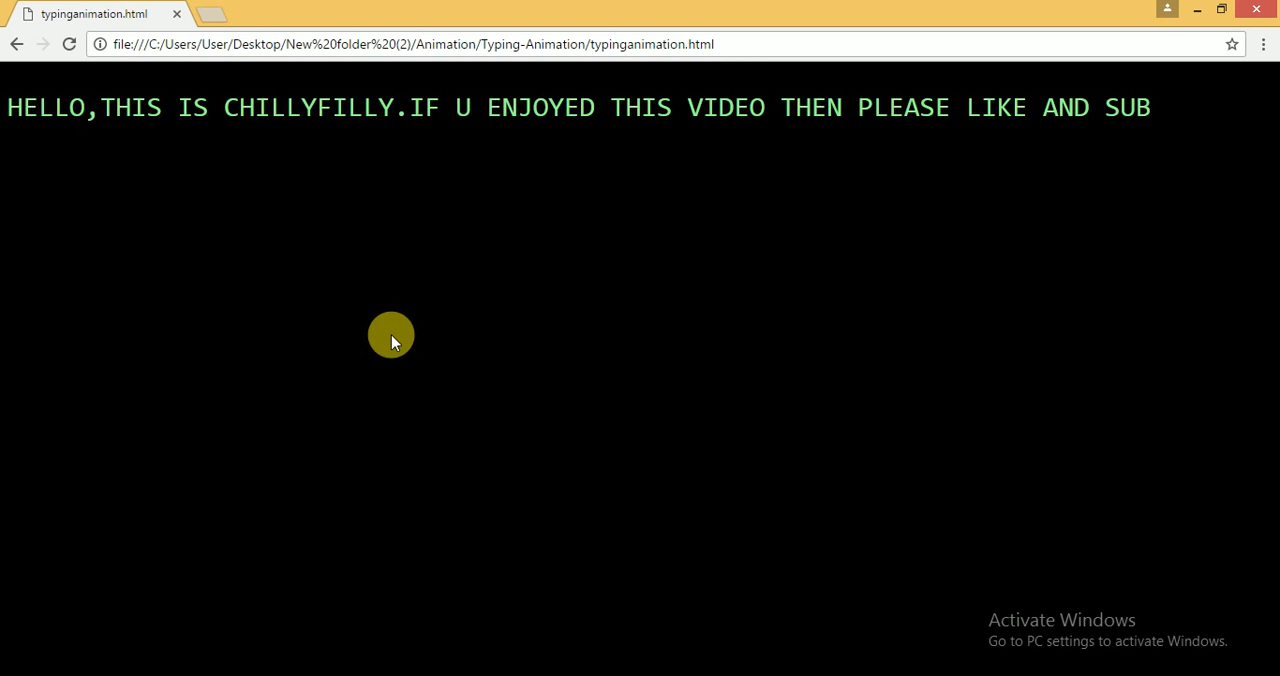 typinganimation.html
file:///C:/Users/User/Desktop/New%20folder%20(2)/Animation/Typing-Animation/typinganimation.html
HELLO,THIS IS CHILLYFILLY.IF U ENJOYED THIS VIDEO THEN PLEASE LIKE AND SUB
Activate Windows
Go to PC settings to activate Windows.